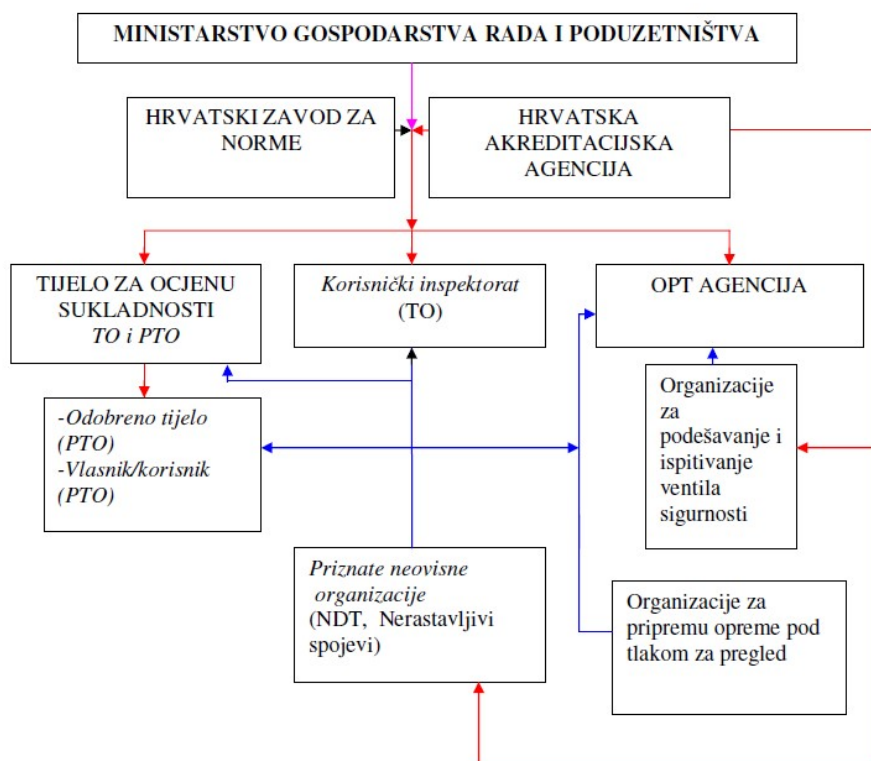 MINISTARSTVO GOSPODARSTVA RADA I PODUZETNIŠTVA
HRVATSKI ZAVOD ZA
NORME
HRVATSKA
AKREDITACIJSKA
AGENCIJA
TIJELO ZA OCJENU
SUKLADNOSTI
TO i PTO
Korisnički inspektorat
(TO)
OPT AGENCIJA
-Odobreno tijelo
(PTO)
-Vlasnik/korisnik
(PTO)
Organizacije
za
podešavanje i
ispitivanje
ventila
sigurnosti
Priznate neovisne
organizacije
(NDT, Nerastavljivi
spojevi)
Organizacije za
pripremu opreme pod
tlakom za pregled